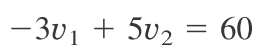 −3v₁ + 5v₂ = 60